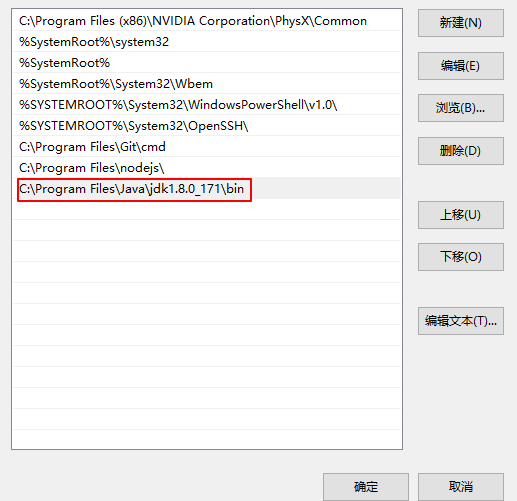 C:\Program Files (x86)\NVIDIA Corporation\PhysX\Common
%SystemRoot%\system32
%SystemRoot%
%SystemRoot%\System32\Wbem
%SYSTEMROOT%\System32\WindowsPowerShell\v1.0\
%SYSTEMROOT%\System32\OpenSSH\
C:\Program Files\Git\cmd
C:\Program Files\nodejs\
C:\Program Files\Java\jdk1.8.0_171\bin
新建(N)
编辑(E)
浏览(B)...
删除(D)
上移(U)
下移(O)
编辑文本(T)...
确定
取消